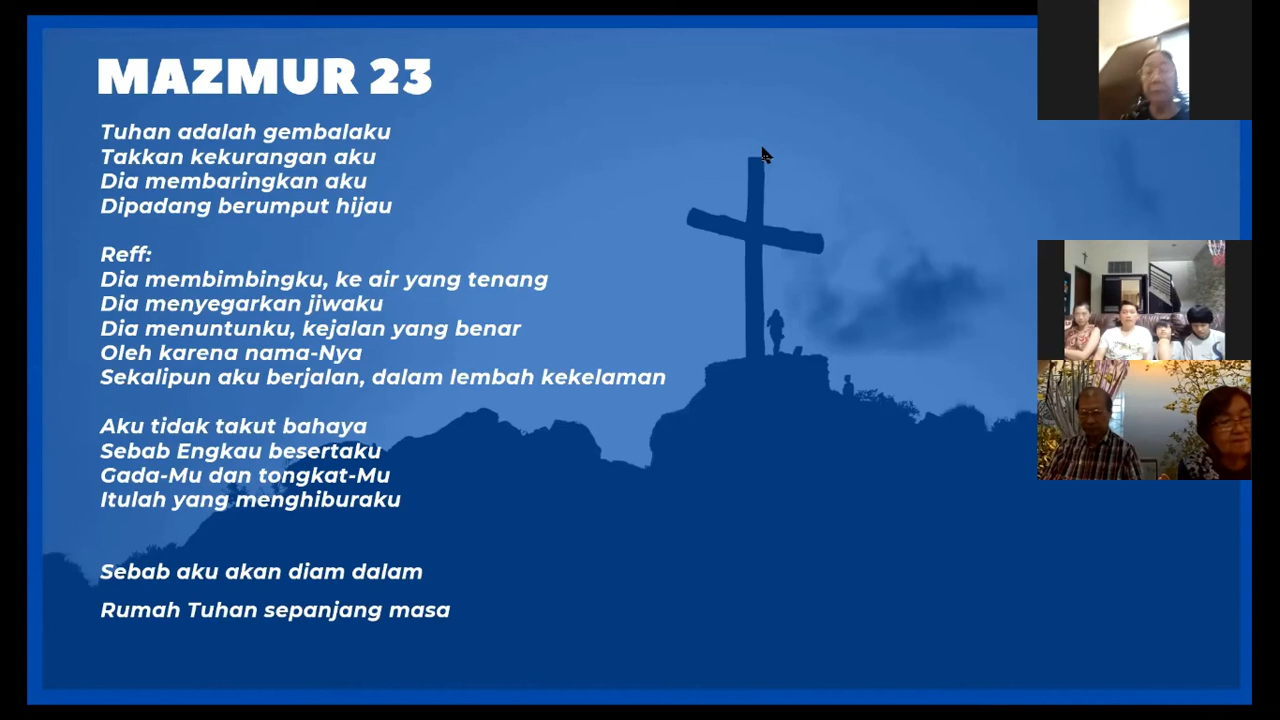 MAZMUR 23
Tuhan adalah gembalaku
Takkan kekurangan aku
Dia membaringkan aku
Dipadang berumput hijau
Reff:
Dia membimbingku, ke air yang tenang
Dia menyegarkan jiwaku
Dia menuntunku, kejalan yang benar
Oleh karena nama-Nya
Sekalipun aku berjalan, dalam lembah kekelaman
Aku tidak takut bahaya
Sebab Engkau besertaku
Gada-Mu dan tongkat-Mu
Itulah yang menghiburaku
Sebab aku akan diam dalam
Rumah Tuhan sepanjang masa